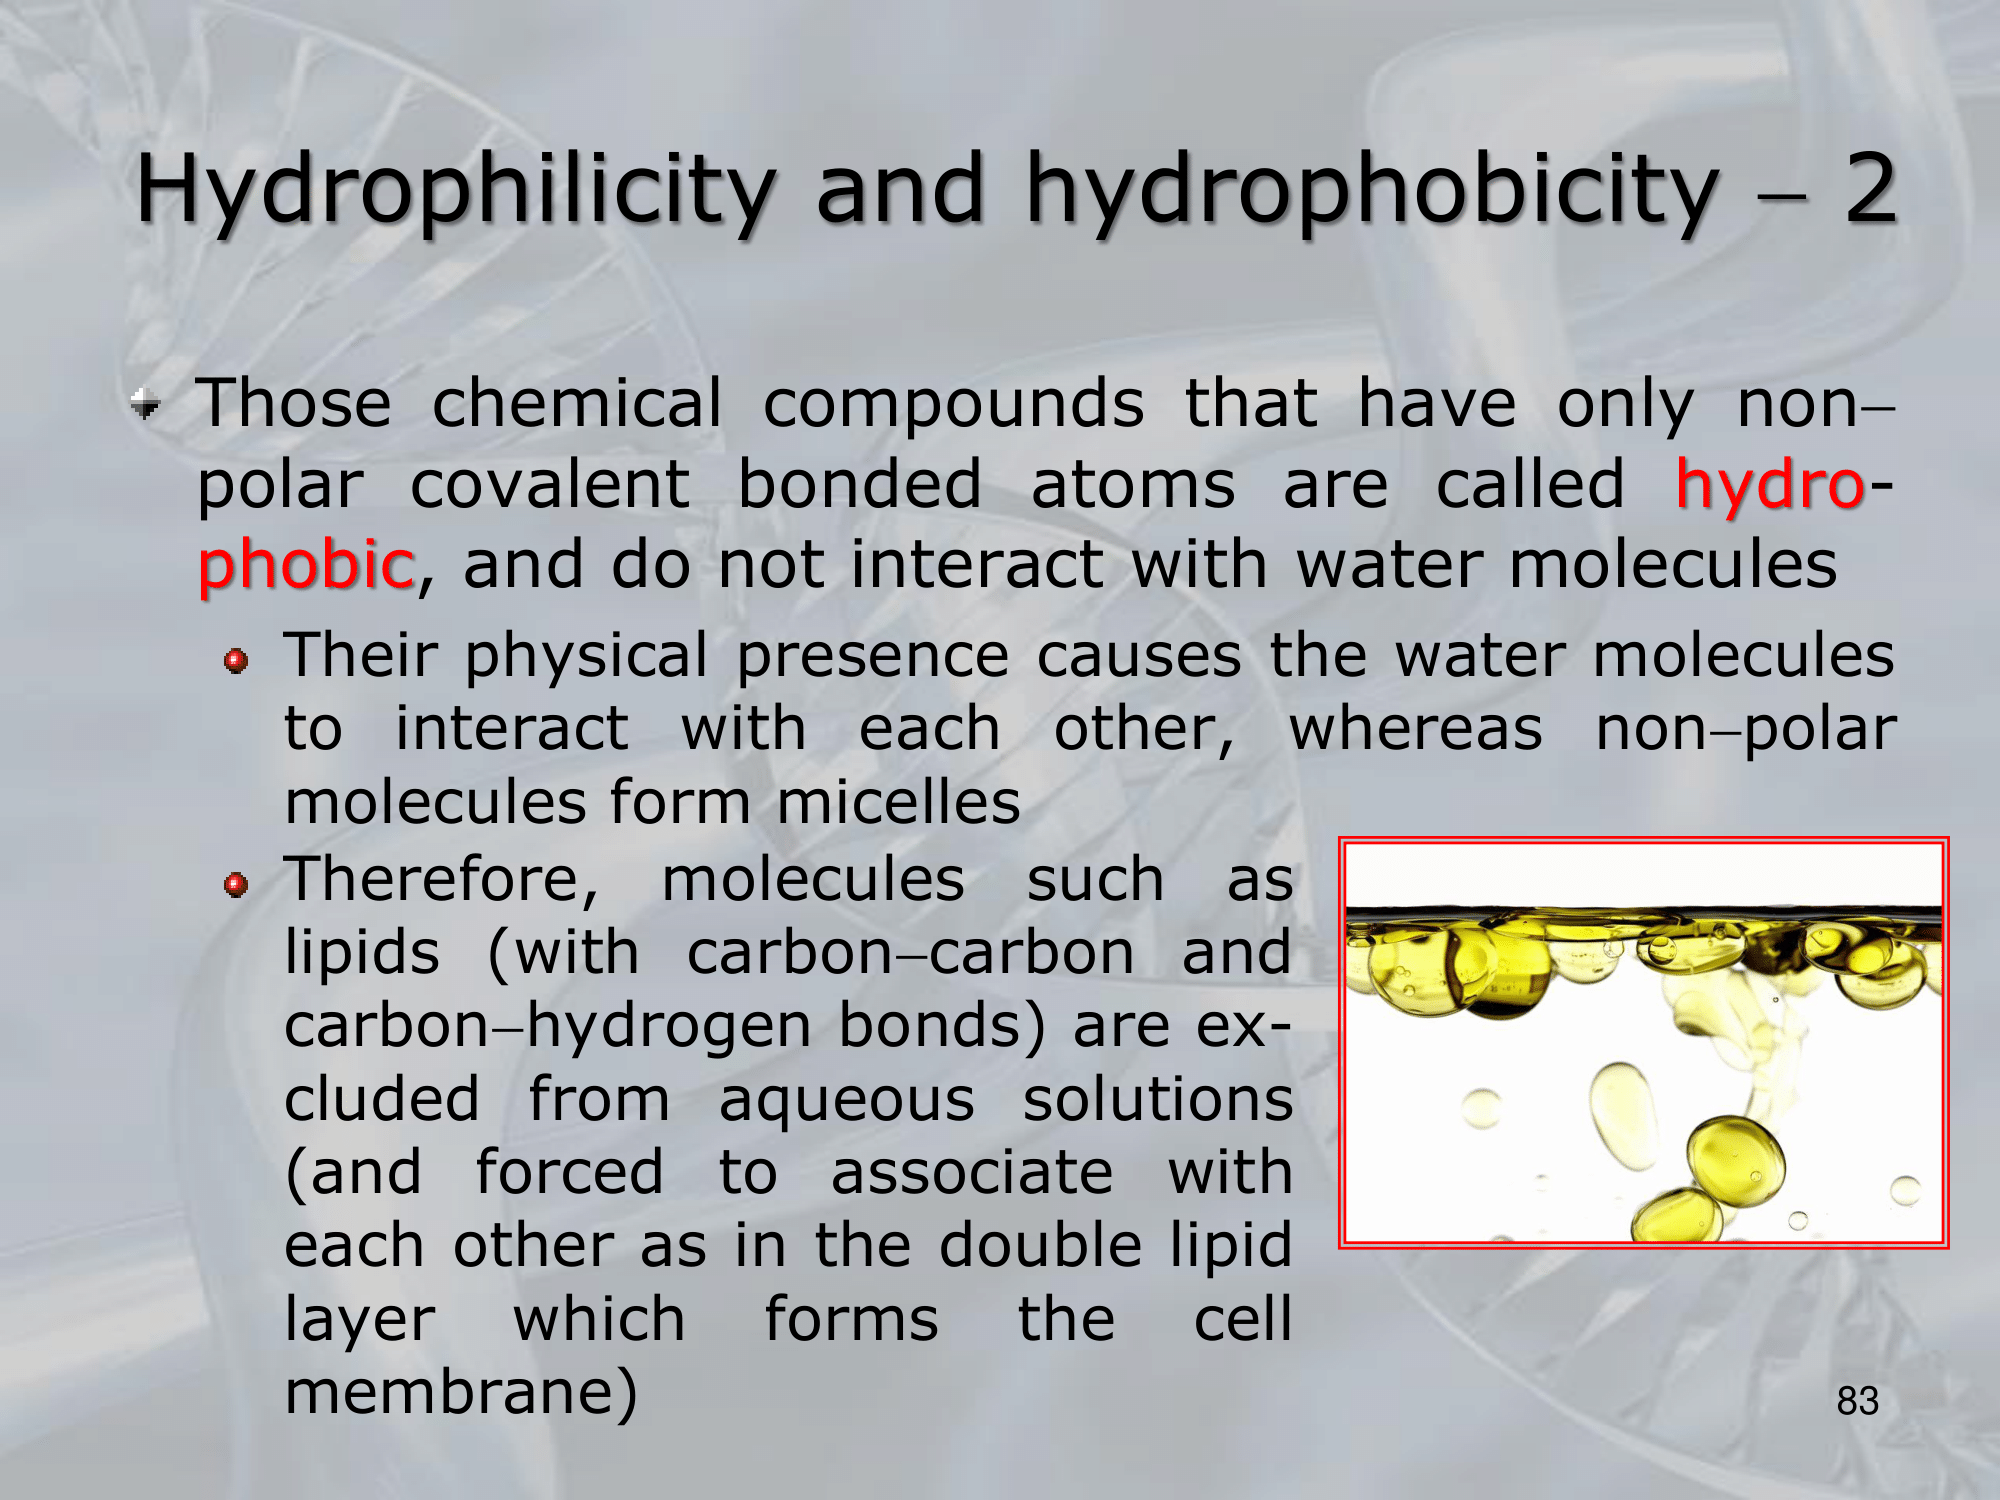 Hydrophilicity and hydrophobicity – 2
Those chemical compounds that have only non–
polar covalent bonded atoms are called hydro-
phobic, and do not interact with water molecules
Their physical presence causes the water molecules
to interact with each other, whereas non–polar
molecules form micelles
Therefore, molecules such as
lipids (with carbon–carbon and
carbon–hydrogen bonds) are ex-
cluded from aqueous solutions
(and forced to associate with
each other as in the double lipid
layer which forms the cell
membrane)
83